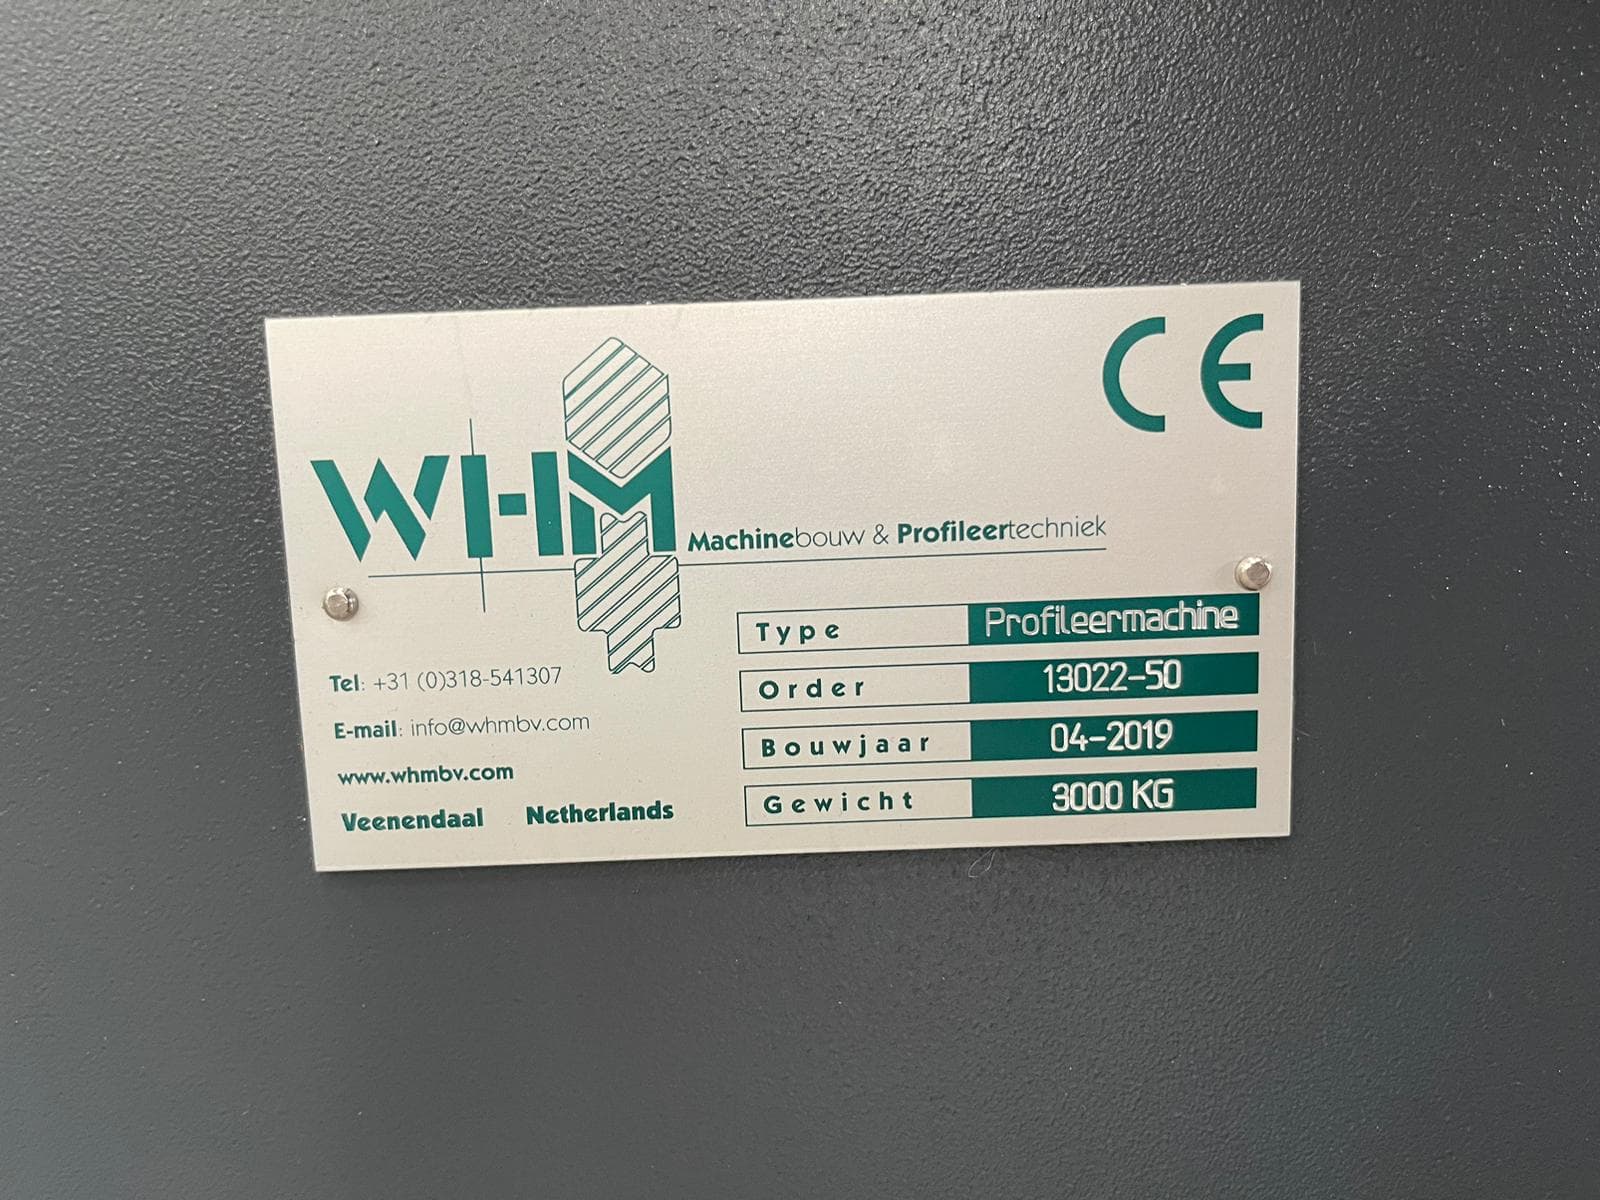 CE
WHM
Machinebouw & Profileertechniek
Tel: +31 (0)318-541307
E-mail: info@whmbv.com
www.whmbv.com
Veenendaal Netherlands
Type Profileermachine
Order 13022-50
Bouwjaar 04-2019
Gewicht 3000 KG